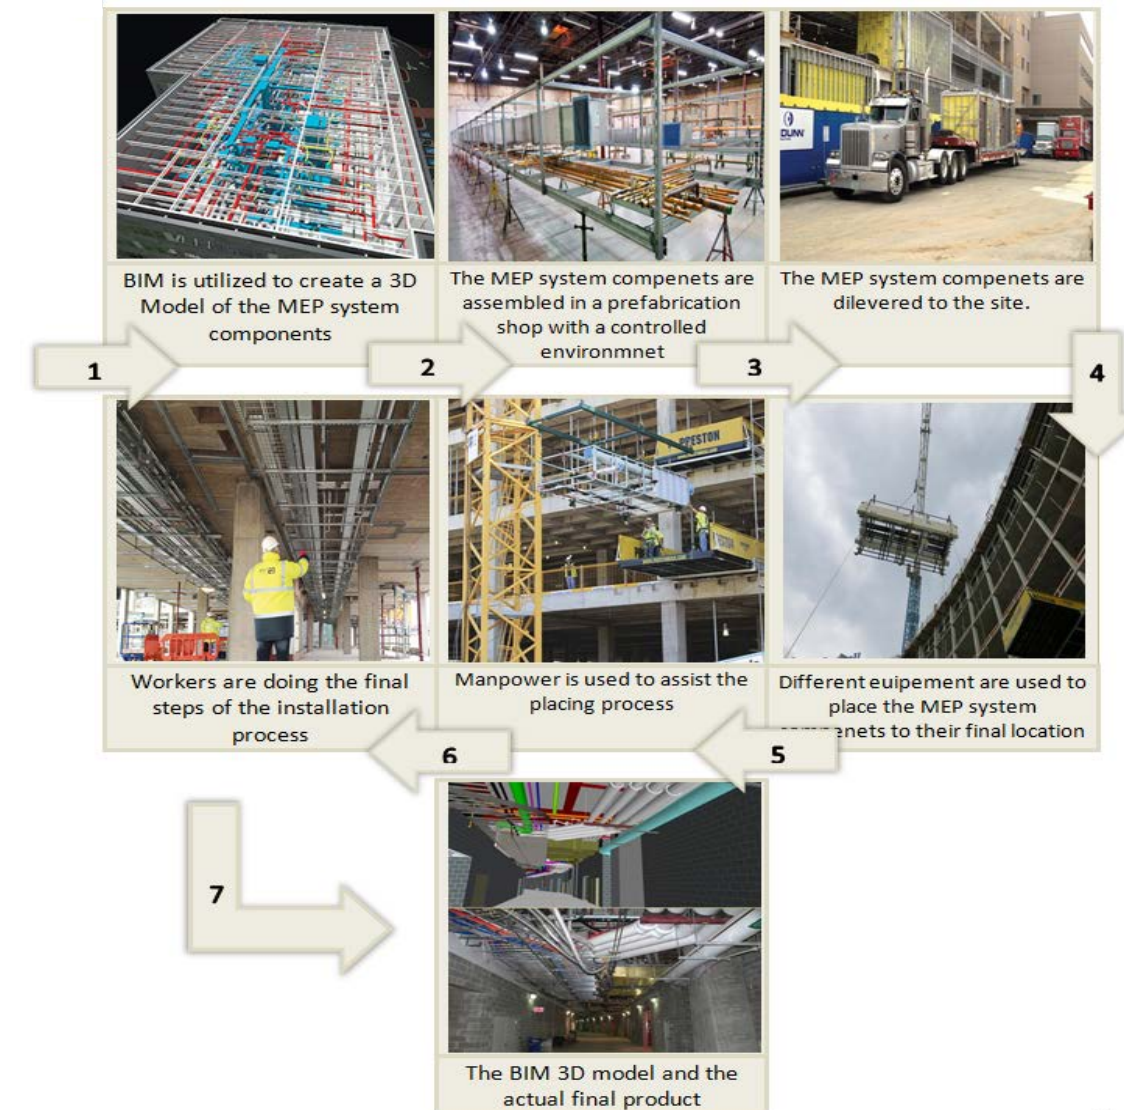 DUNN
BIM is utilized to create a 3D
Model of the MEP system
components
The MEP system compenets are
assembled in a prefabrication
shop with a controlled
environmnet
The MEP system compenets are
dilevered to the site.
1
2
3
4
Workers are doing the final
steps of the installation
process
PRESTON
Manpower is used to assist the
placing process
Different euipement are used to
place the MEP system
compenets to their final location
6
5
7
The BIM 3D model and the
actual final product